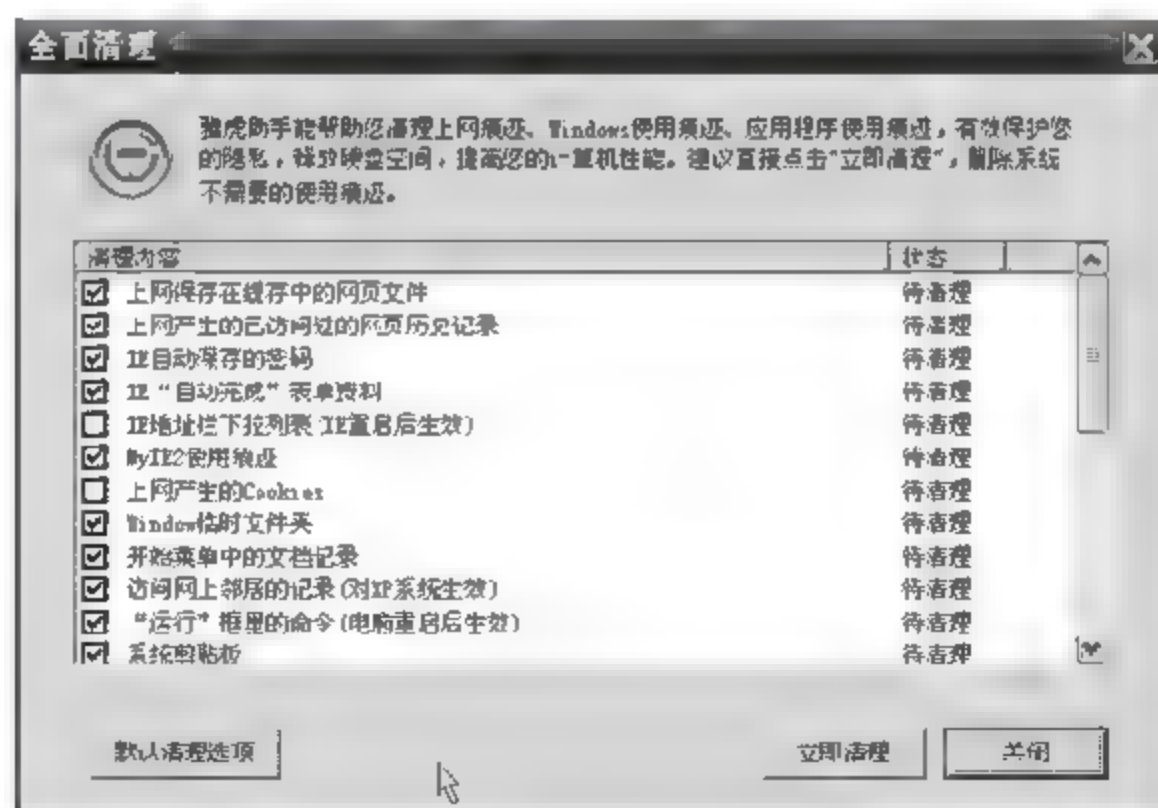 全面清理
雅虎助手能帮助您清理上网痕迹、Windows使用痕迹、应用程序使用痕迹，有效保护您
的隐私，释放硬盘空间，提高您的计算机性能。建议直接点击“立即清理”，删除系统
不需要的使用痕迹。
清理内容 状态
上网保存在缓存中的网页文件 待清理
上网产生的已访问过的网页历史记录 待清理
IE自动保存的密码 待清理
IE“自动完成”表单资料 待清理
IE地址栏下拉列表(IE重启后生效) 待清理
MyIE2使用痕迹 待清理
上网产生的Cookies 待清理
Window临时文件夹 待清理
开始菜单中的文档记录 待清理
访问网上邻居的记录(对XP系统生效) 待清理
“运行”框里的命令(电脑重启后生效) 待清理
系统剪贴板 待清理
默认清理选项 立即清理 关闭